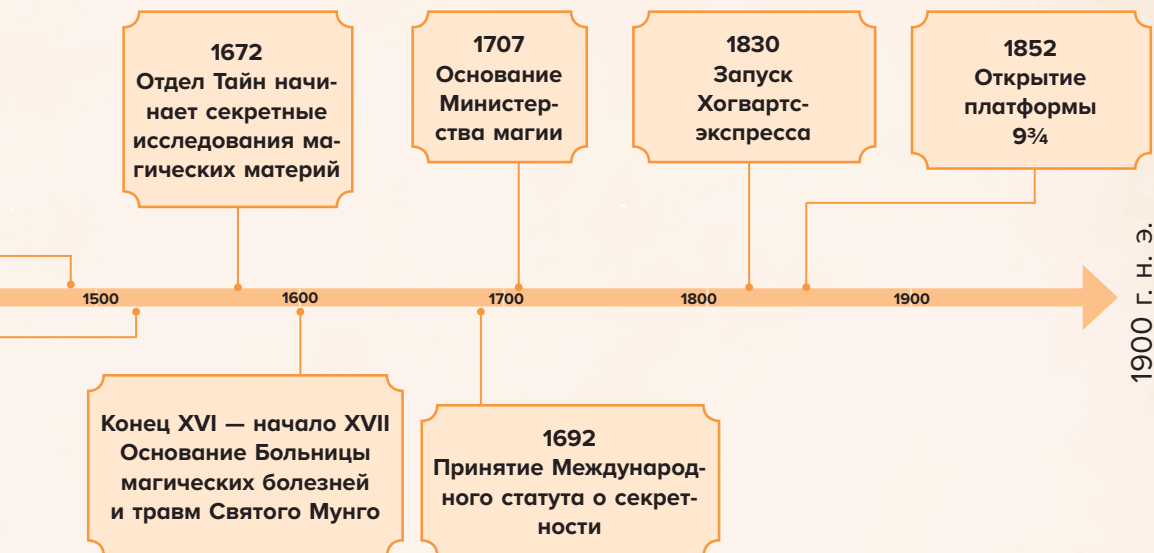 1672
Отдел Тайн начи-
нает секретные
исследования ма-
гических материй
1707
Основание
Министер-
ства магии
1830
Запуск
Хогвартс-
экспресса
1852
Открытие
платформы
9¾
1500
1600
1700
1800
1900
1900 г. н. э.
Конец XVI — начало XVII
Основание Больницы
магических болезней
и травм Святого Мунго
1692
Принятие Международ-
ного статута о секрет-
ности